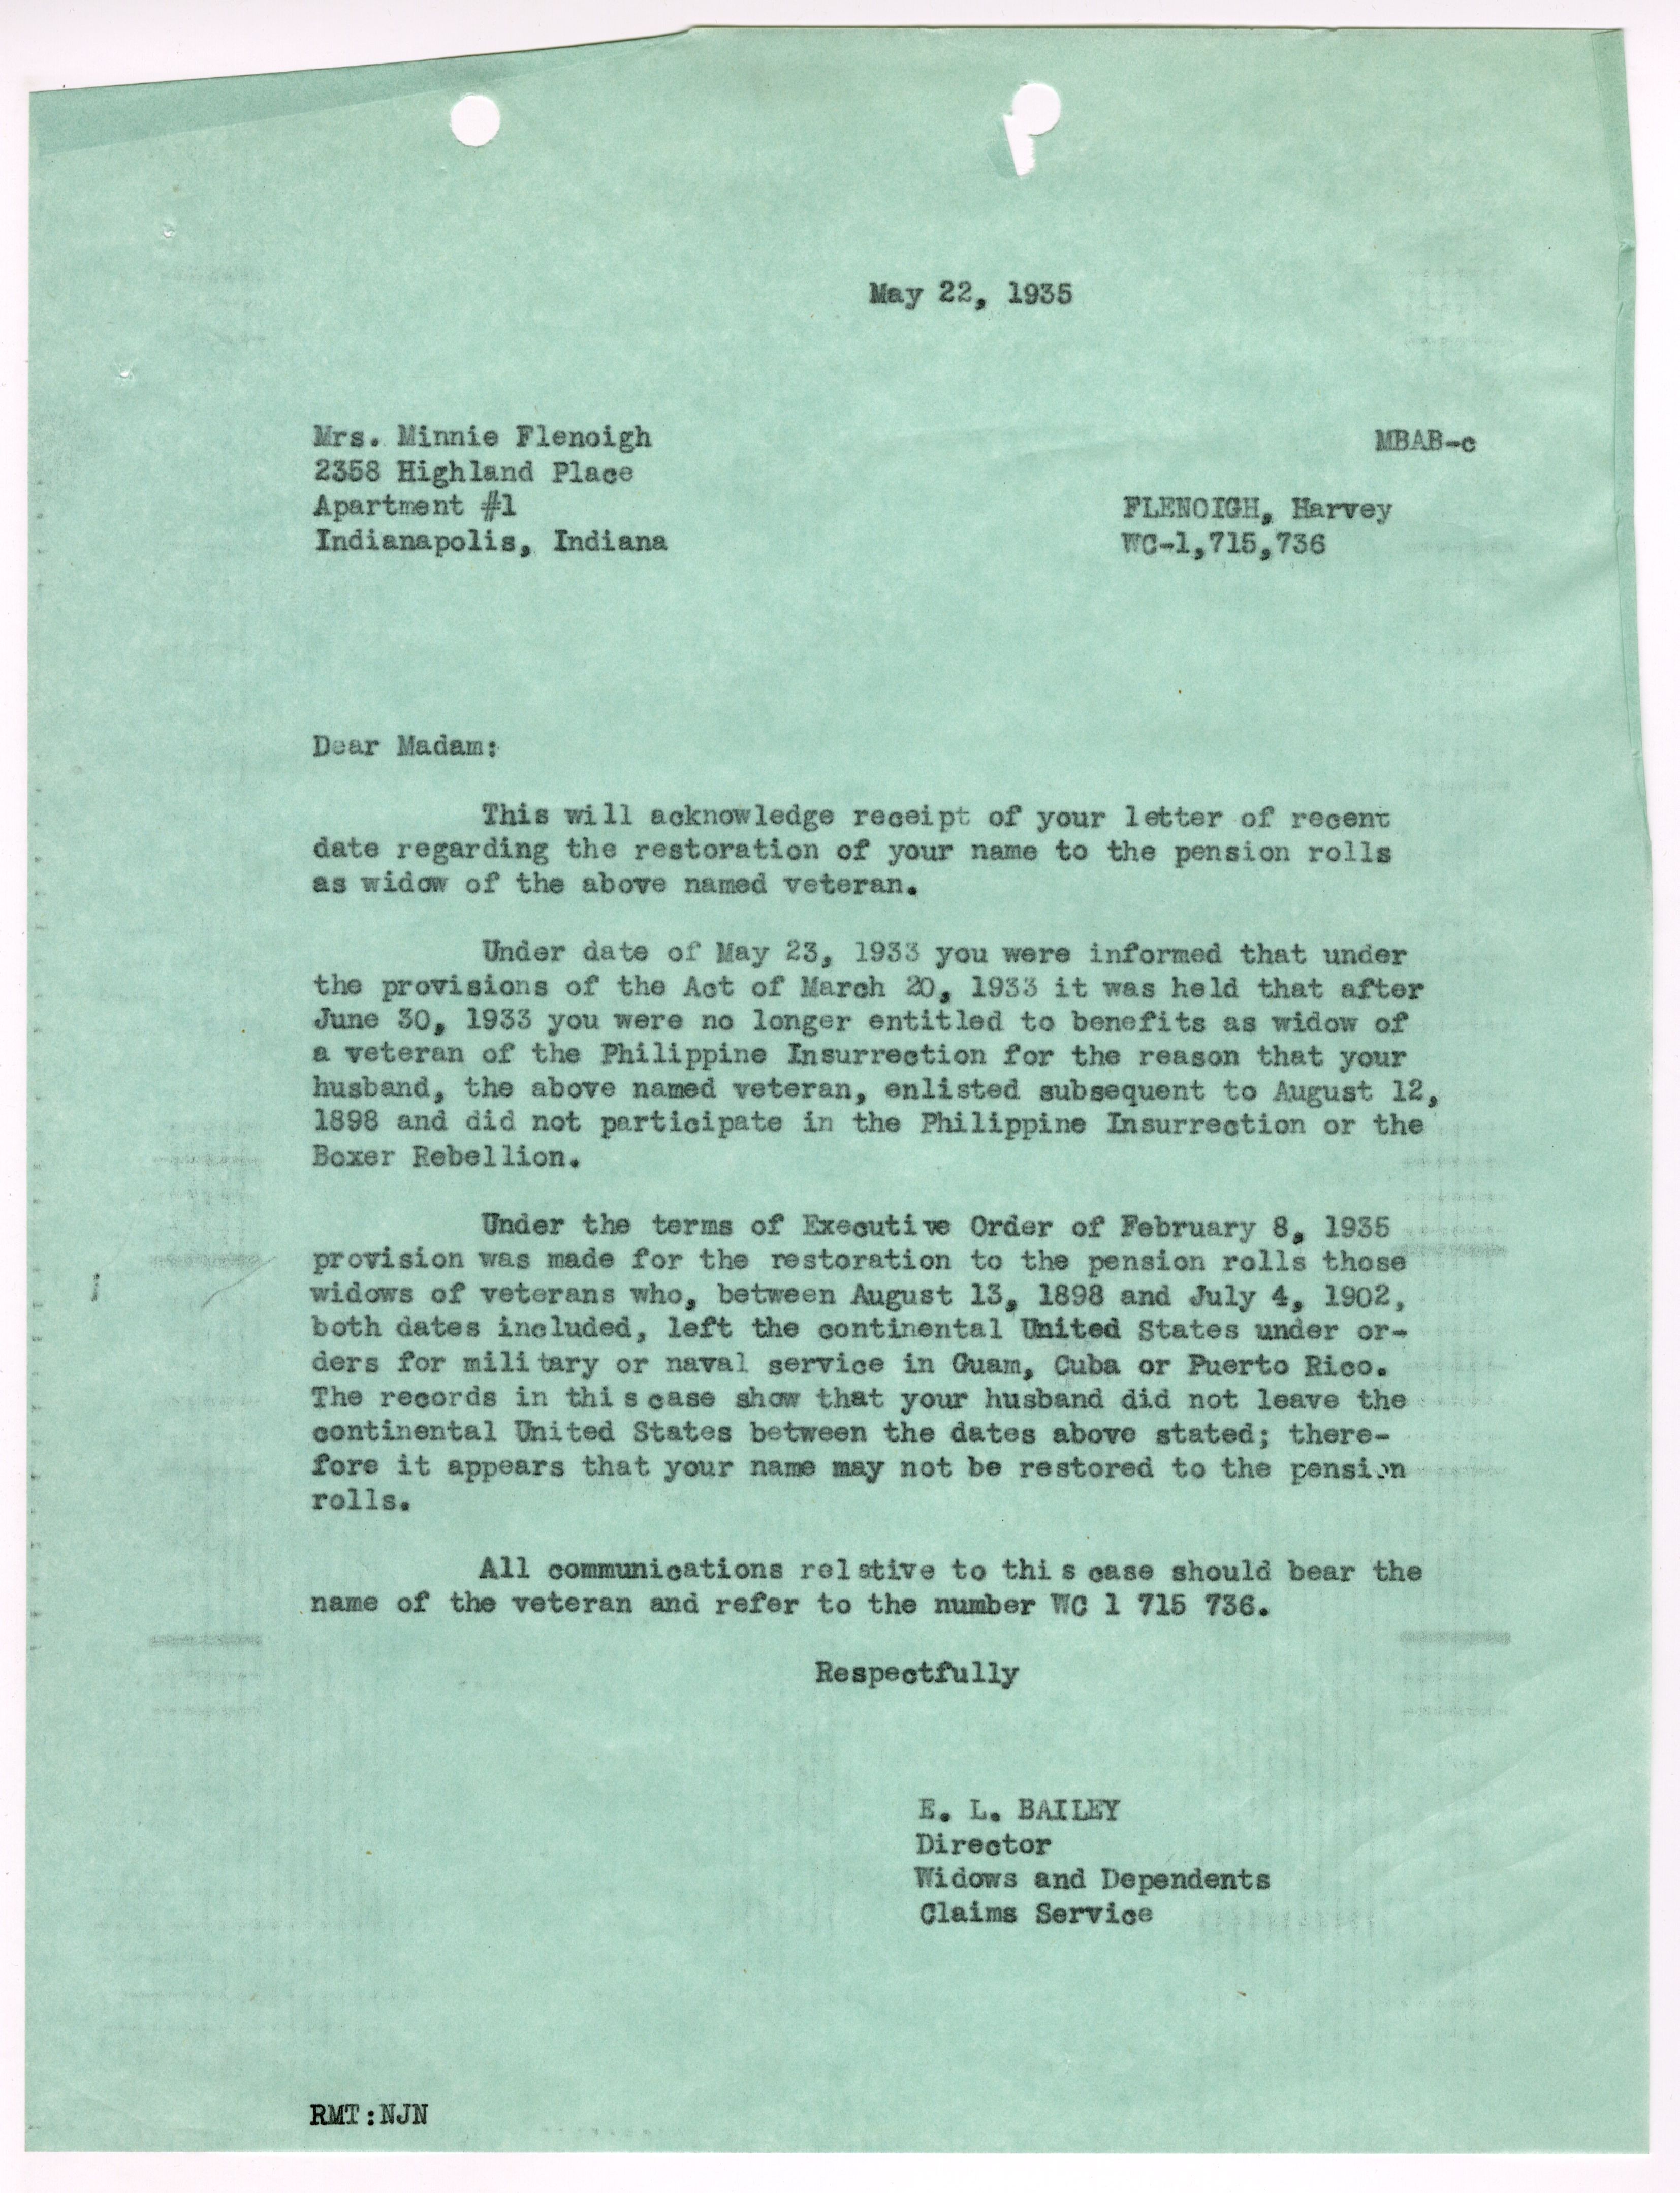 May 22, 1935
Mrs. Minnie Flenoigh
2358 Highland Place
Apartment #1
Indianapolis, Indiana
MBAB-c
FLENOIGH, Harvey
WC-1,715,736
Dear Madam:
This will acknowledge receipt of your letter of recent
date regarding the restoration of your name to the pension rolls
as widow of the above named veteran.
Under date of May 23, 1933 you were informed that under
the provisions of the Act of March 20, 1933 it was held that after
June 30, 1933 you were no longer entitled to benefits as widow of
a veteran of the Philippine Insurrection for the reason that your
husband, the above named veteran, enlisted subsequent to August 12,
1898 and did not participate in the Philippine Insurrection or the
Boxer Rebellion.
Under the terms of Executive Order of February 8, 1935
provision was made for the restoration to the pension rolls those
widows of veterans who, between August 13, 1898 and July 4, 1902,
both dates included, left the continental United States under or-
ders for military or naval service in Guam, Cuba or Puerto Rico.
The records in this case show that your husband did not leave the
continental United States between the dates above stated; there-
fore it appears that your name may not be restored to the pension
rolls.
All communications relative to this case should bear the
name of the veteran and refer to the number WC 1 715 736.
Respectfully
E. L. BAILEY
Director
Widows and Dependents
Claims Service
RMT:NJN